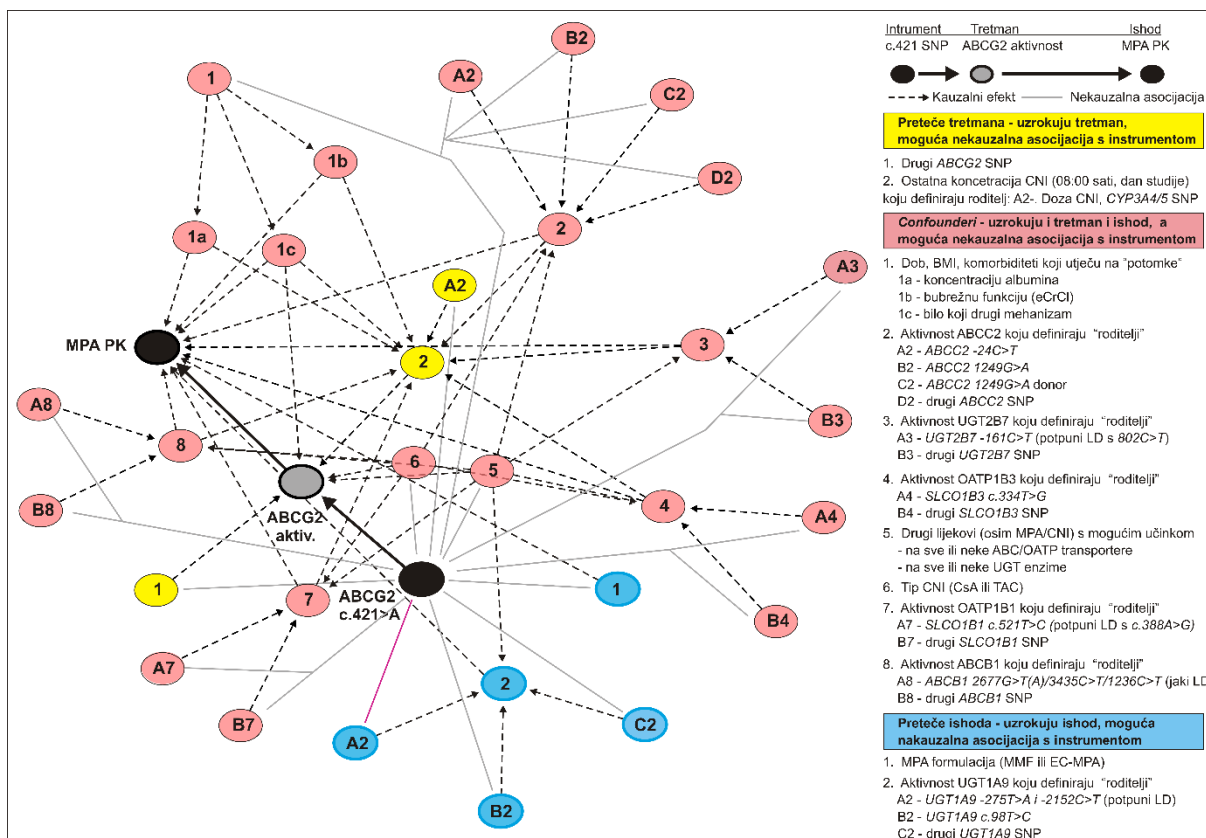 1
A2
B2
C2
D2
1b
1a
1c
2
A2
A3
MPA PK
2
3
A8
B3
8
6
5
B8
4
A4
ABCG2
aktiv.
1
7
ABCG2
c.421>A
1
B4
A7
2
B7
A2
C2
B2
Intrument Tretman Ishod
c.421 SNP ABCG2 aktivnost MPA PK
Kauzalni efekt Nekauzalna asocijacija
Preteče tretmana - uzrokuju tretman,
moguća nekauzalna asocijacija s instrumentom
1. Drugi ABCG2 SNP
2. Ostatna koncetracija CNI (08:00 sati, dan studije)
koju definiraju roditelj: A2-. Doza CNI, CYP3A4/5 SNP
Confounderi - uzrokuju i tretman i ishod, a
moguća nekauzalna asocijacija s instrumentom
1. Dob, BMI, komorbiditeti koji utječu na "potomke"
1a - koncentraciju albumina
1b - bubrežnu funkciju (eCrCl)
1c - bilo koji drugi mehanizam
2. Aktivnost ABCC2 koju definiraju "roditelji"
A2 - ABCC2 -24C>T
B2 - ABCC2 1249G>A
C2 - ABCC2 1249G>A donor
D2 - drugi ABCC2 SNP
3. Aktivnost UGT2B7 koju definiraju "roditelji"
A3 - UGT2B7 -161C>T (potpuni LD s 802C>T)
B3 - drugi UGT2B7 SNP
4. Aktivnost OATP1B3 koju definiraju "roditelji"
A4 - SLCO1B3 c.334T>G
B4 - drugi SLCO1B3 SNP
5. Drugi lijekovi (osim MPA/CNI) s mogućim učinkom
- na sve ili neke ABC/OATP transportere
- na sve ili neke UGT enzime
6. Tip CNI (CsA ili TAC)
7. Aktivnost OATP1B1 koju definiraju "roditelji"
A7 - SLCO1B1 c.521T>C (potpuni LD s c.388A>G)
B7 - drugi SLCO1B1 SNP
8. Aktivnost ABCB1 koju definiraju "roditelji"
A8 - ABCB1 2677G>T(A)/3435C>T/1236C>T (jaki LD
B8 - drugi ABCB1 SNP
Preteče ishoda - uzrokuju ishod, moguća
nakauzalna asocijacija s instrumentom
1. MPA formulacija (MMF ili EC-MPA)
2. Aktivnost UGT1A9 koju definiraju "roditelji"
A2 - UGT1A9 -275T>A i -2152C>T (potpuni LD)
B2 - UGT1A9 c.98T>C
C2 - drugi UGT1A9 SNP